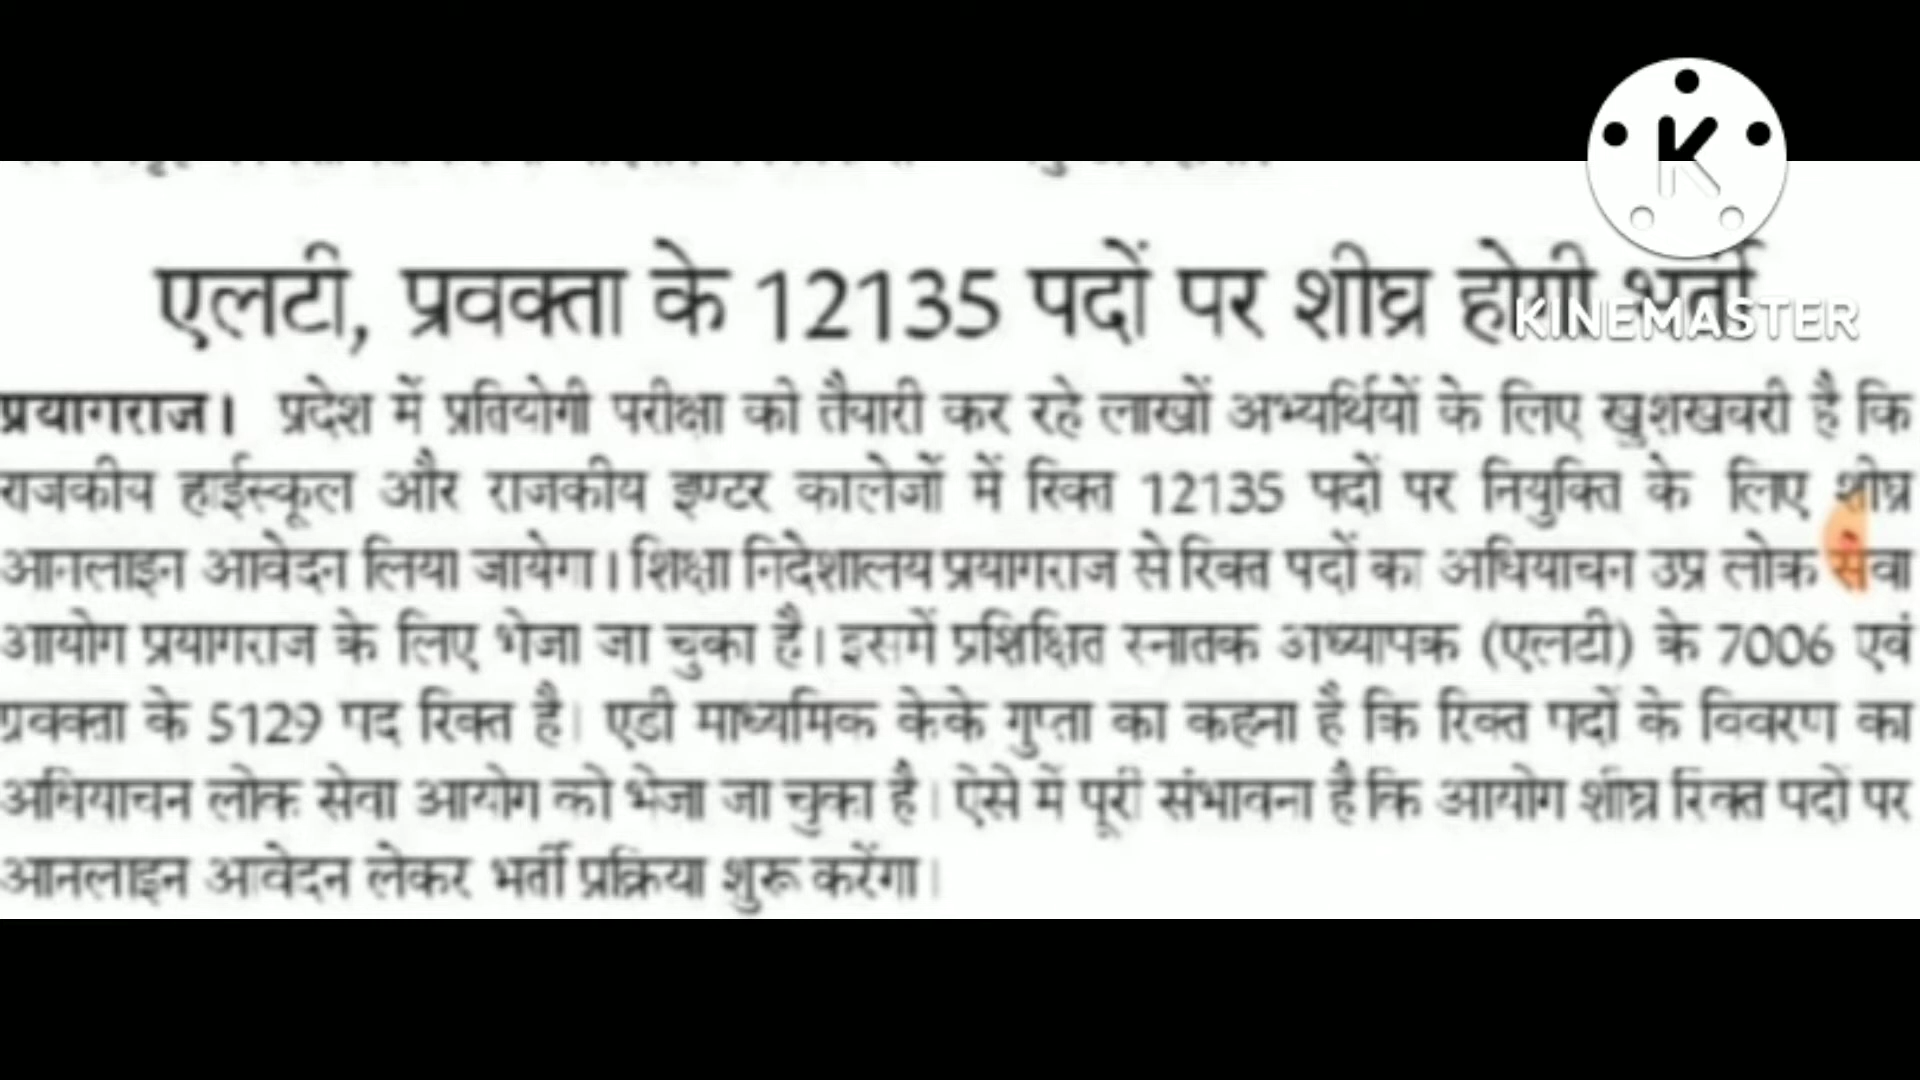 एलटी, प्रवक्ता के 12135 पदों पर शीघ्र होगी भर्ती
KINEMASTER
प्रयागराज। प्रदेश में प्रतियोगी परीक्षा की तैयारी कर रहे लाखों अभ्यर्थियों के लिए खुशखबरी है कि
राजकीय हाईस्कूल और राजकीय इण्टर कालेजों में रिक्त 12135 पदों पर नियुक्ति के लिए शीघ्र
आनलाइन आवेदन लिया जायेगा। शिक्षा निदेशालय प्रयागराज से रिक्त पदों का अधियाचन उप्र लोक सेवा
आयोग प्रयागराज के लिए भेजा जा चुका है। इसमें प्रशिक्षित स्नातक अध्यापक (एलटी) के 7006 एवं
प्रवक्ता के 5129 पद रिक्त है। एडी माध्यमिक केके गुप्ता का कहना है कि रिक्त पदों के विवरण का
अधियाचन लोक सेवा आयोग को भेजा जा चुका है। ऐसे में पूरी संभावना है कि आयोग शीघ्र रिक्त पदों पर
आनलाइन आवेदन लेकर भर्ती प्रक्रिया शुरू करेंगा।